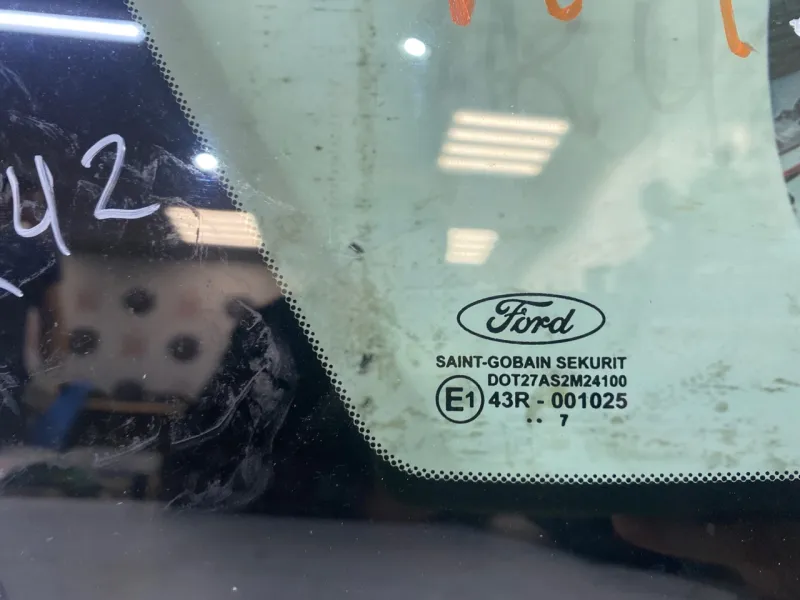 42
Ford
SAINT-GOBAIN SEKURIT
DOT27AS2M24100
E1 43R - 001025
.. 7